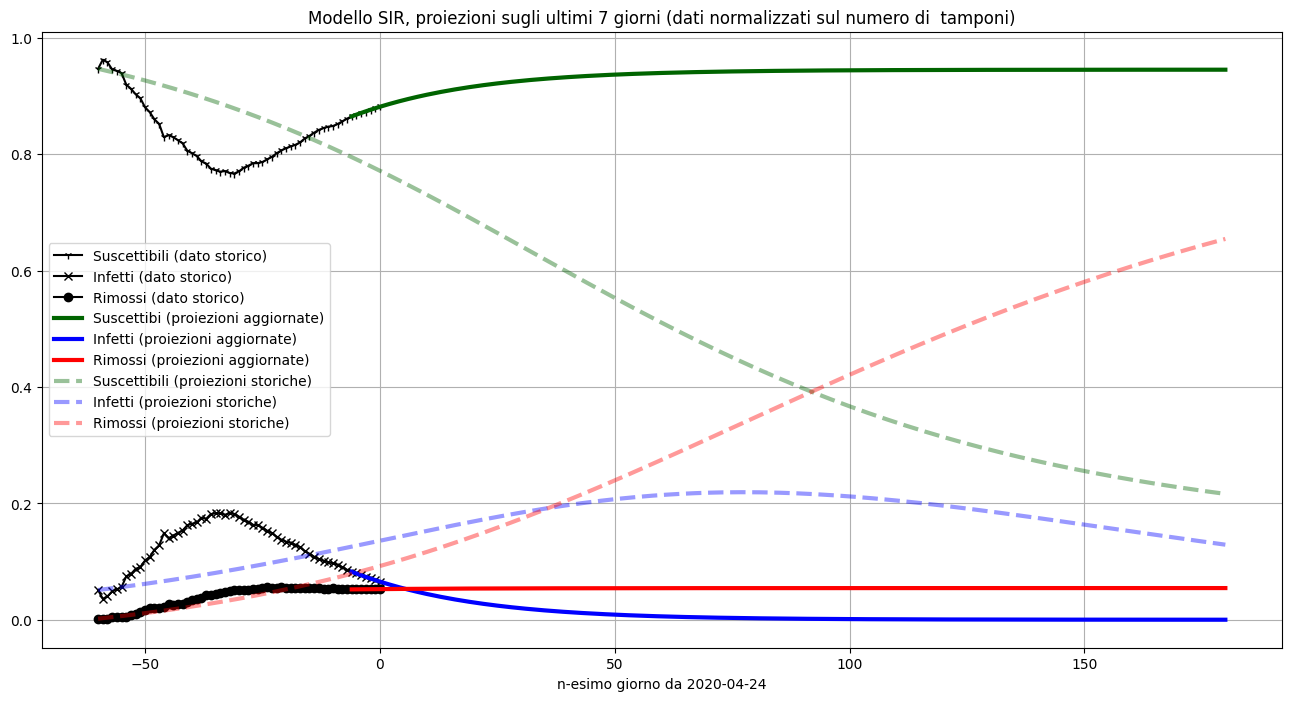 Modello SIR, proiezioni sugli ultimi 7 giorni (dati normalizzati sul numero di  tamponi)
1.0
0.8
0.6
0.4
0.2
0.0
Suscettibili (dato storico)
Infetti (dato storico)
Rimossi (dato storico)
Suscettibi (proiezioni aggiornate)
Infetti (proiezioni aggiornate)
Rimossi (proiezioni aggiornate)
Suscettibili (proiezioni storiche)
Infetti (proiezioni storiche)
Rimossi (proiezioni storiche)
−50 0 50 100 150
n-esimo giorno da 2020-04-24